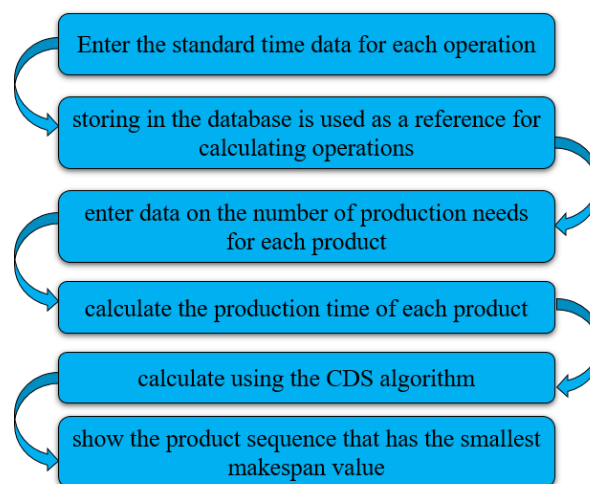 Enter the standard time data for each operation
storing in the database is used as a reference for
calculating operations
enter data on the number of production needs
for each product
calculate the production time of each product
calculate using the CDS algorithm
show the product sequence that has the smallest
makespan value